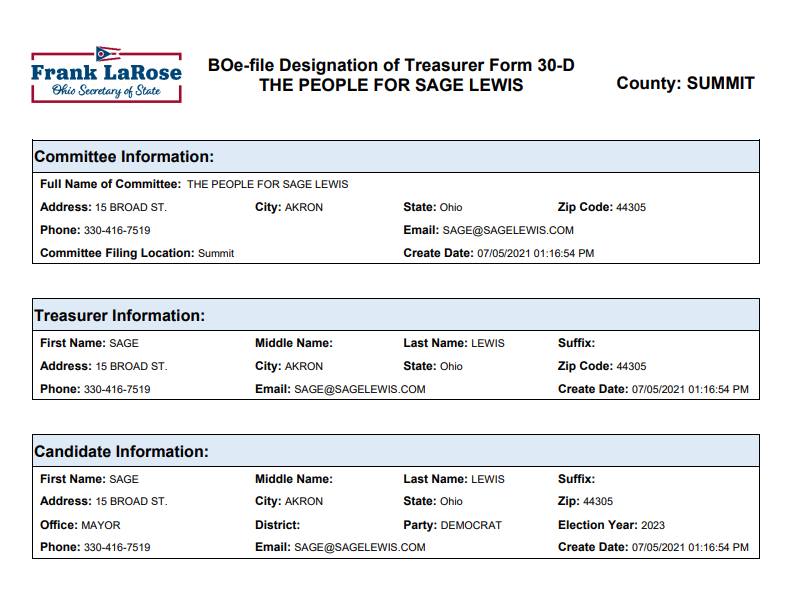 Frank LaRose
Ohio Secretary of State
BOe-file Designation of Treasurer Form 30-D
THE PEOPLE FOR SAGE LEWIS
County: SUMMIT
Committee Information:
Full Name of Committee: THE PEOPLE FOR SAGE LEWIS
Address: 15 BROAD ST. City: AKRON State: Ohio Zip Code: 44305
Phone: 330-416-7519 Email: SAGE@SAGELEWIS.COM
Committee Filing Location: Summit Create Date: 07/05/2021 01:16:54 PM
Treasurer Information:
First Name: SAGE Middle Name: Last Name: LEWIS Suffix:
Address: 15 BROAD ST. City: AKRON State: Ohio Zip Code: 44305
Phone: 330-416-7519 Email: SAGE@SAGELEWIS.COM Create Date: 07/05/2021 01:16:54 PM
Candidate Information:
First Name: SAGE Middle Name: Last Name: LEWIS Suffix:
Address: 15 BROAD ST. City: AKRON State: Ohio Zip: 44305
Office: MAYOR District: Party: DEMOCRAT Election Year: 2023
Phone: 330-416-7519 Email: SAGE@SAGELEWIS.COM Create Date: 07/05/2021 01:16:54 PM